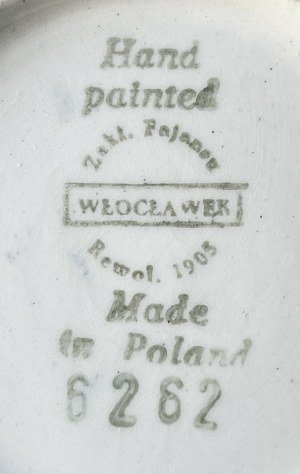 Hand
painted
Zakł. Fajansu
WŁOCŁAWEK
Rewol. 1905
Made
in Poland
6262